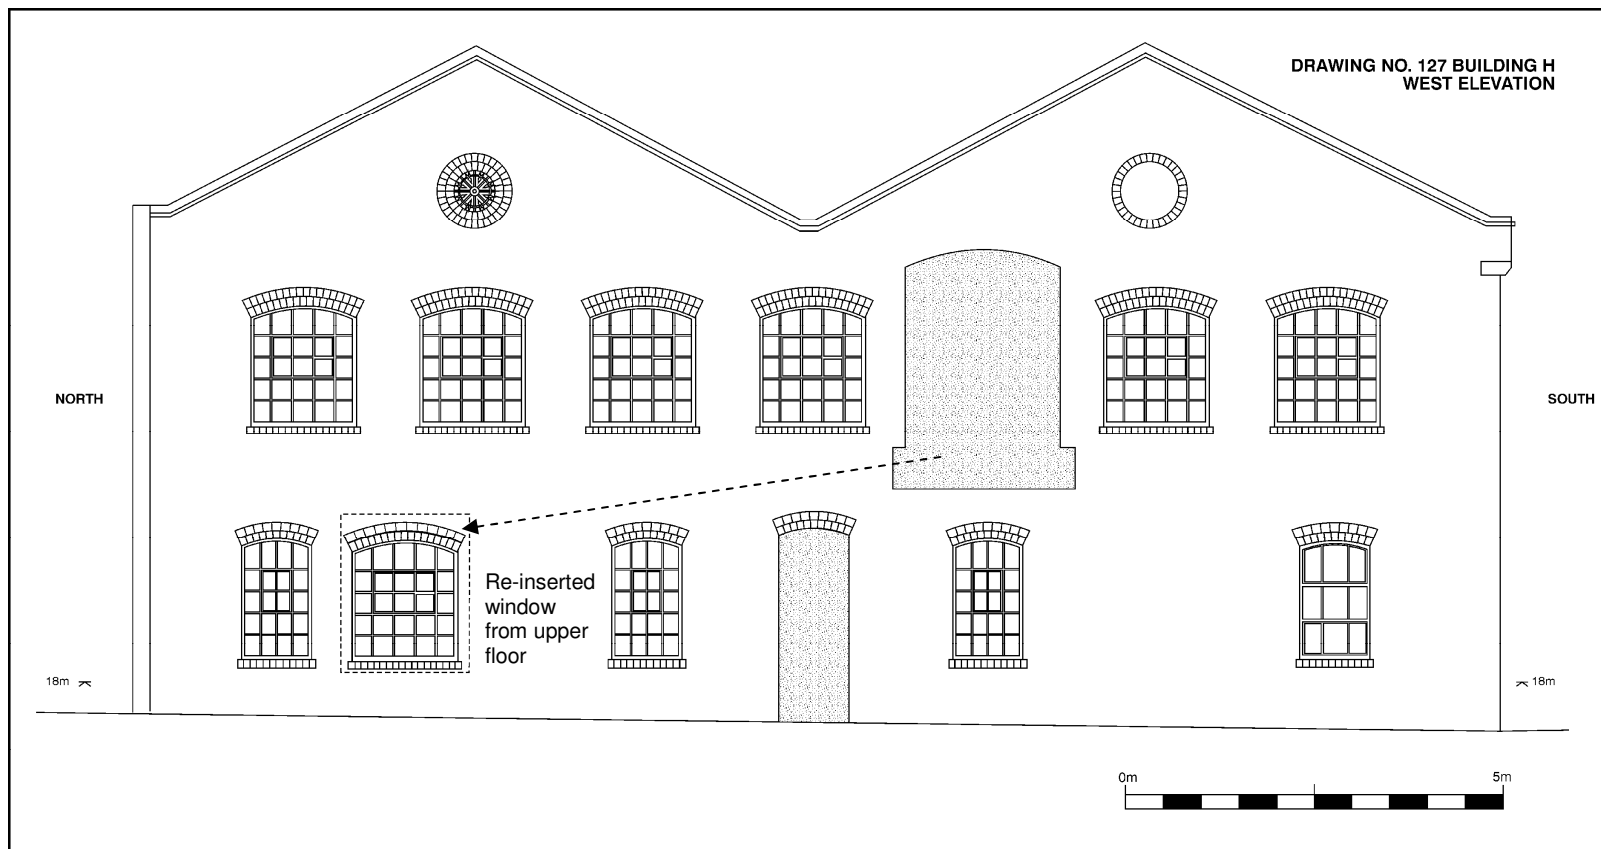 DRAWING NO. 127 BUILDING H
WEST ELEVATION
NORTH
SOUTH
Re-inserted
window
from upper
floor
18m
18m
0m
5m